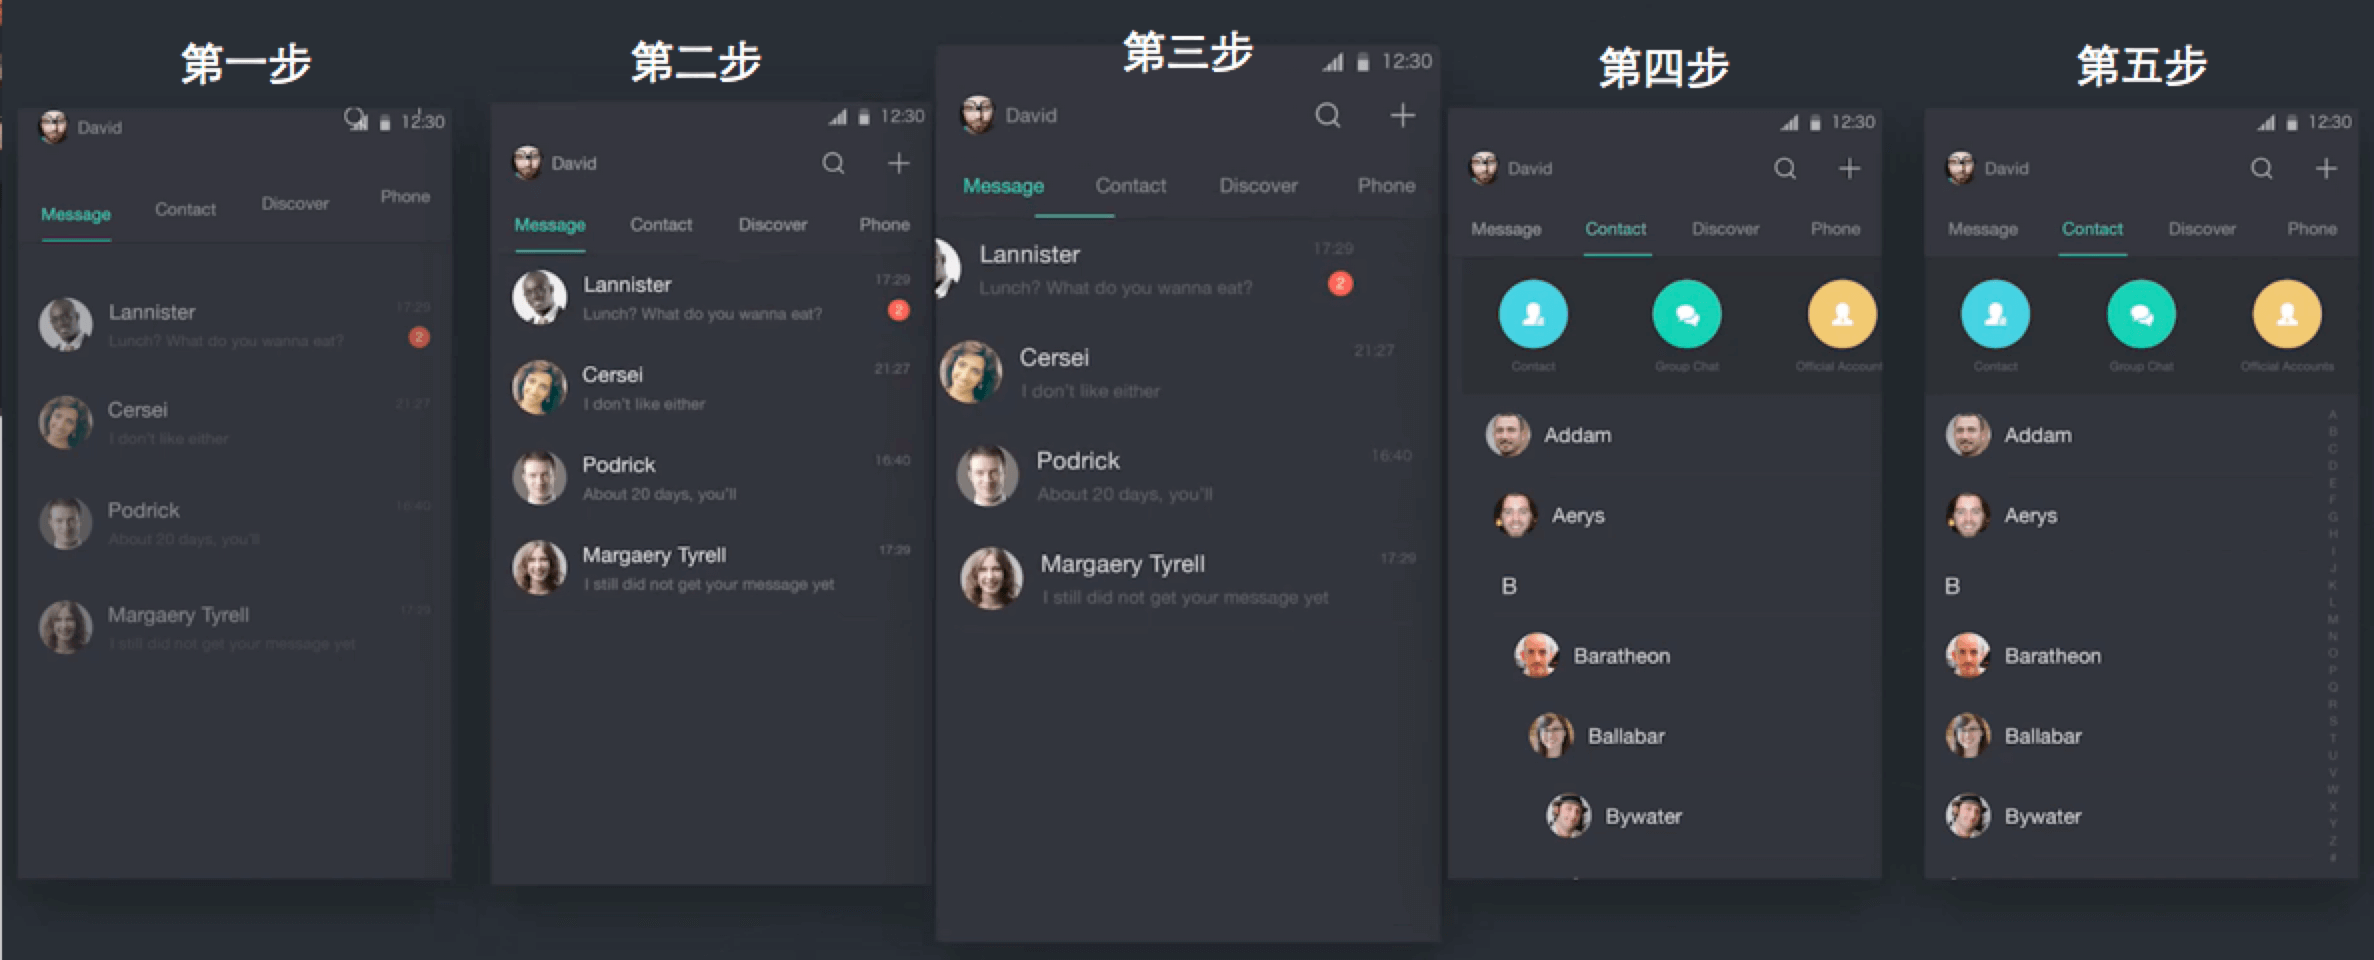 第一步
12:30
David
Message Contact Discover Phone
Lannister 17:29
Lunch? What do you wanna eat? 2
Cersei 21:27
I don't like either
Podrick 16:40
About 20 days, you'll
Margaery Tyrell 17:29
I still did not get your message yet
第二步
12:30
David
Message Contact Discover Phone
Lannister 17:29
Lunch? What do you wanna eat? 2
Cersei 21:27
I don't like either
Podrick 16:40
About 20 days, you'll
Margaery Tyrell 17:29
I still did not get your message yet
第三步
12:30
David
Message Contact Discover Phone
Lannister 17:29
Lunch? What do you wanna eat? 2
Cersei 21:27
I don't like either
Podrick 16:40
About 20 days, you'll
Margaery Tyrell 17:29
I still did not get your message yet
第四步
12:30
David
Message Contact Discover Phone
Contact Group Chat Official Account
Addam
Aerys
B
Baratheon
Ballabar
Bywater
第五步
12:30
David
Message Contact Discover Phone
Contact Group Chat Official Accounts
Addam
Aerys
B
Baratheon
Ballabar
Bywater
A
B
C
D
E
F
G
H
I
J
K
L
M
N
O
P
Q
R
S
T
U
V
W
X
Y
Z
#